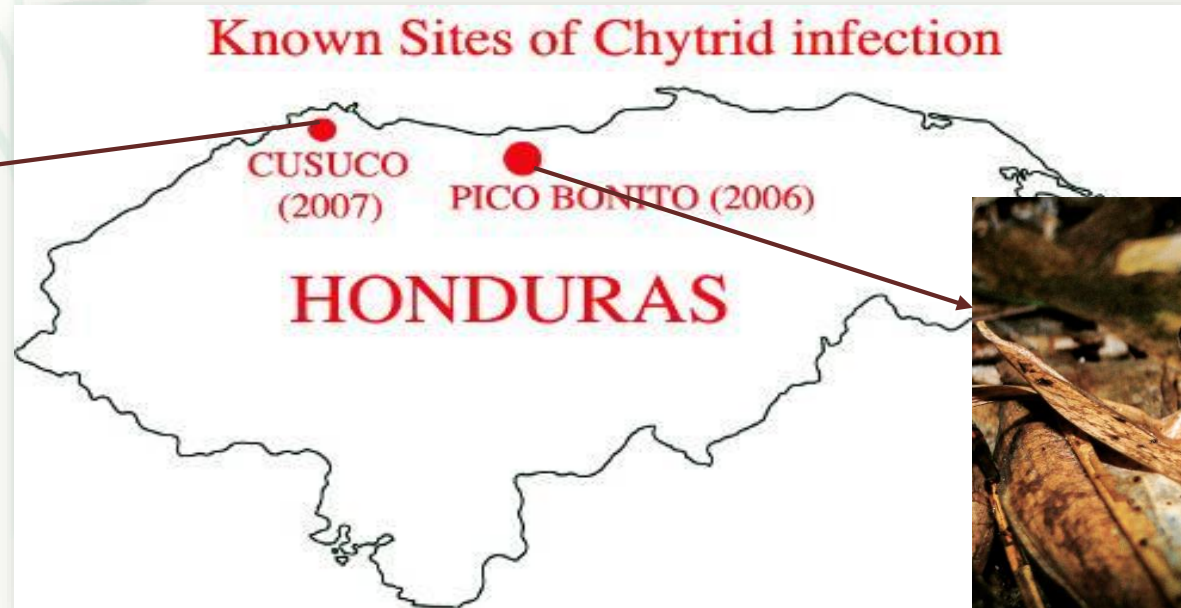 Known Sites of Chytrid infection
CUSUCO
(2007)
PICO BONITO (2006)
HONDURAS